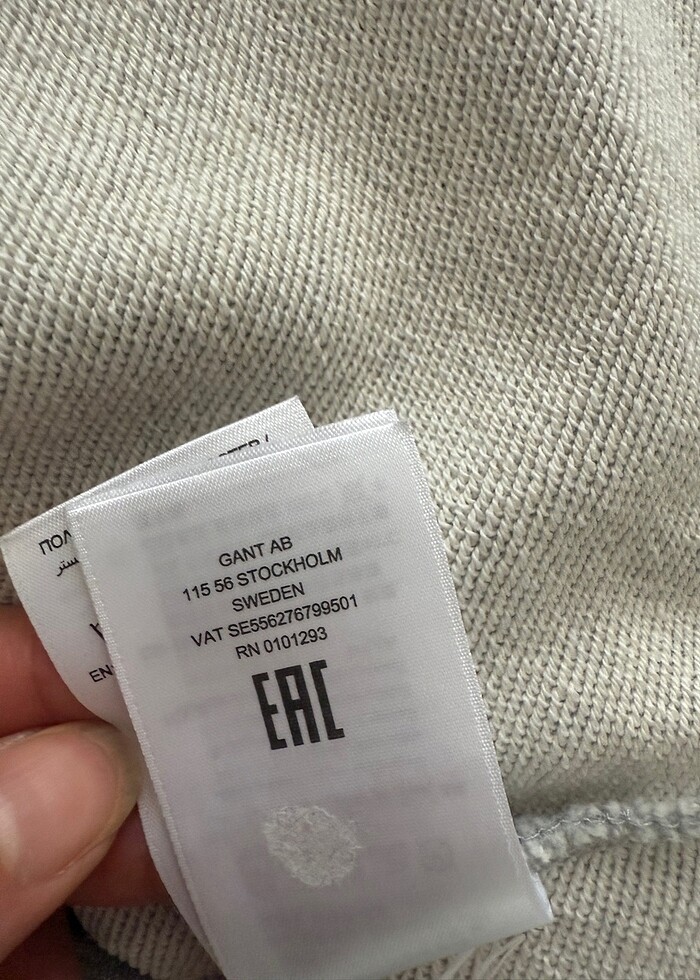 GANT AB
115 56 STOCKHOLM
SWEDEN
VAT SE556276799501
RN 0101293
EAC